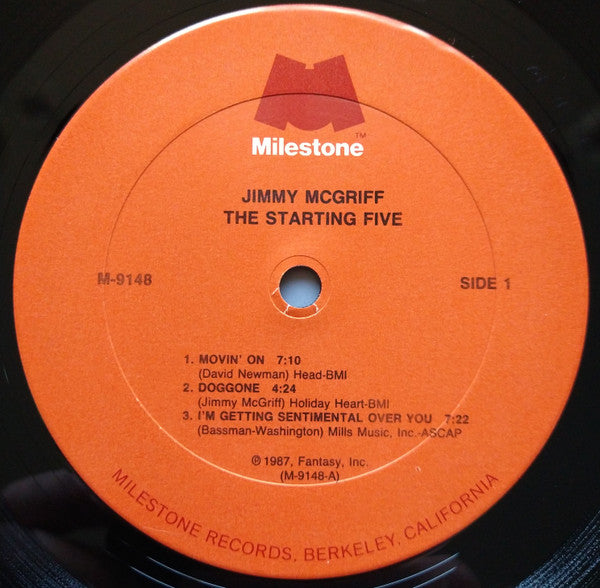 Milestone™
JIMMY MCGRIFF
THE STARTING FIVE
M-9148
SIDE 1
1. MOVIN' ON 7:10
(David Newman) Head-BMI
2. DOGGONE 4:24
(Jimmy McGriff) Holiday Heart-BMI
3. I'M GETTING SENTIMENTAL OVER YOU 7:22
(Bassman-Washington) Mills Music, Inc.-ASCAP
℗ 1987, Fantasy, Inc.
(M-9148-A)
MILESTONE RECORDS, BERKELEY, CALIFORNIA